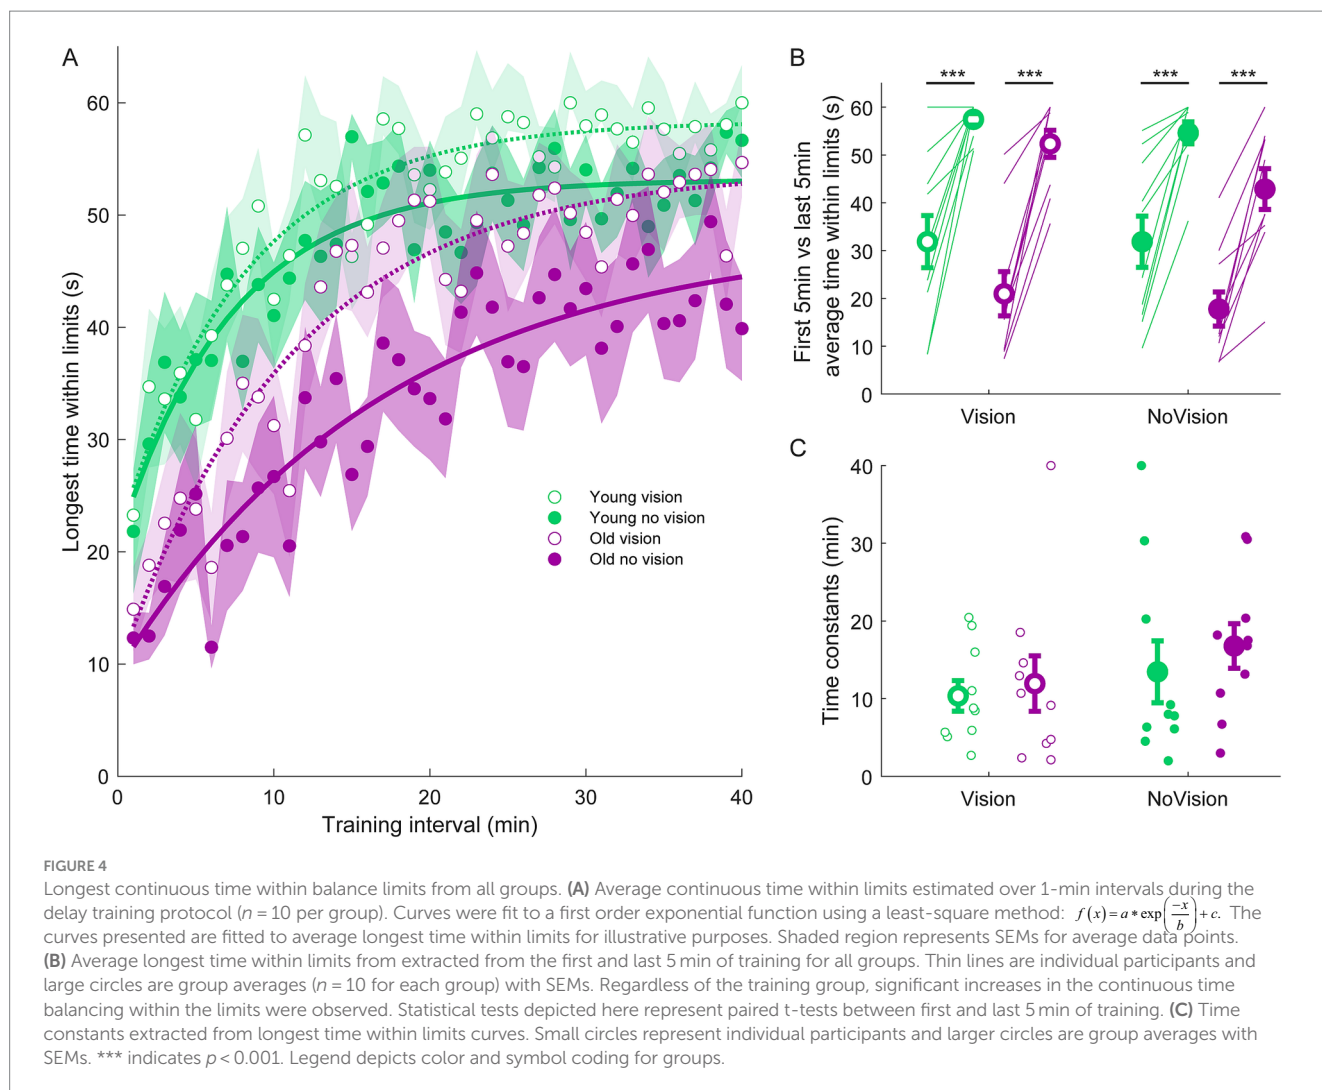 A
Longest time within limits (s)
60
50
40
30
20
10
0
0
10
20
30
40
Training interval (min)
Young vision
Young no vision
Old vision
Old no vision
B
***
***
***
***
First 5min vs last 5min
average time within limits (s)
60
50
40
30
20
10
0
Vision
NoVision
C
Time constants (min)
40
30
20
10
0
Vision
NoVision
FIGURE 4
Longest continuous time within balance limits from all groups. (A) Average continuous time within limits estimated over 1-min intervals during the
delay training protocol (n = 10 per group). Curves were fit to a first order exponential function using a least-square method: f(x) = a * exp(−x/b) + c. The
curves presented are fitted to average longest time within limits for illustrative purposes. Shaded region represents SEMs for average data points.
(B) Average longest time within limits from extracted from the first and last 5 min of training for all groups. Thin lines are individual participants and
large circles are group averages (n = 10 for each group) with SEMs. Regardless of the training group, significant increases in the continuous time
balancing within the limits were observed. Statistical tests depicted here represent paired t-tests between first and last 5 min of training. (C) Time
constants extracted from longest time within limits curves. Small circles represent individual participants and larger circles are group averages with
SEMs. *** indicates p < 0.001. Legend depicts color and symbol coding for groups.